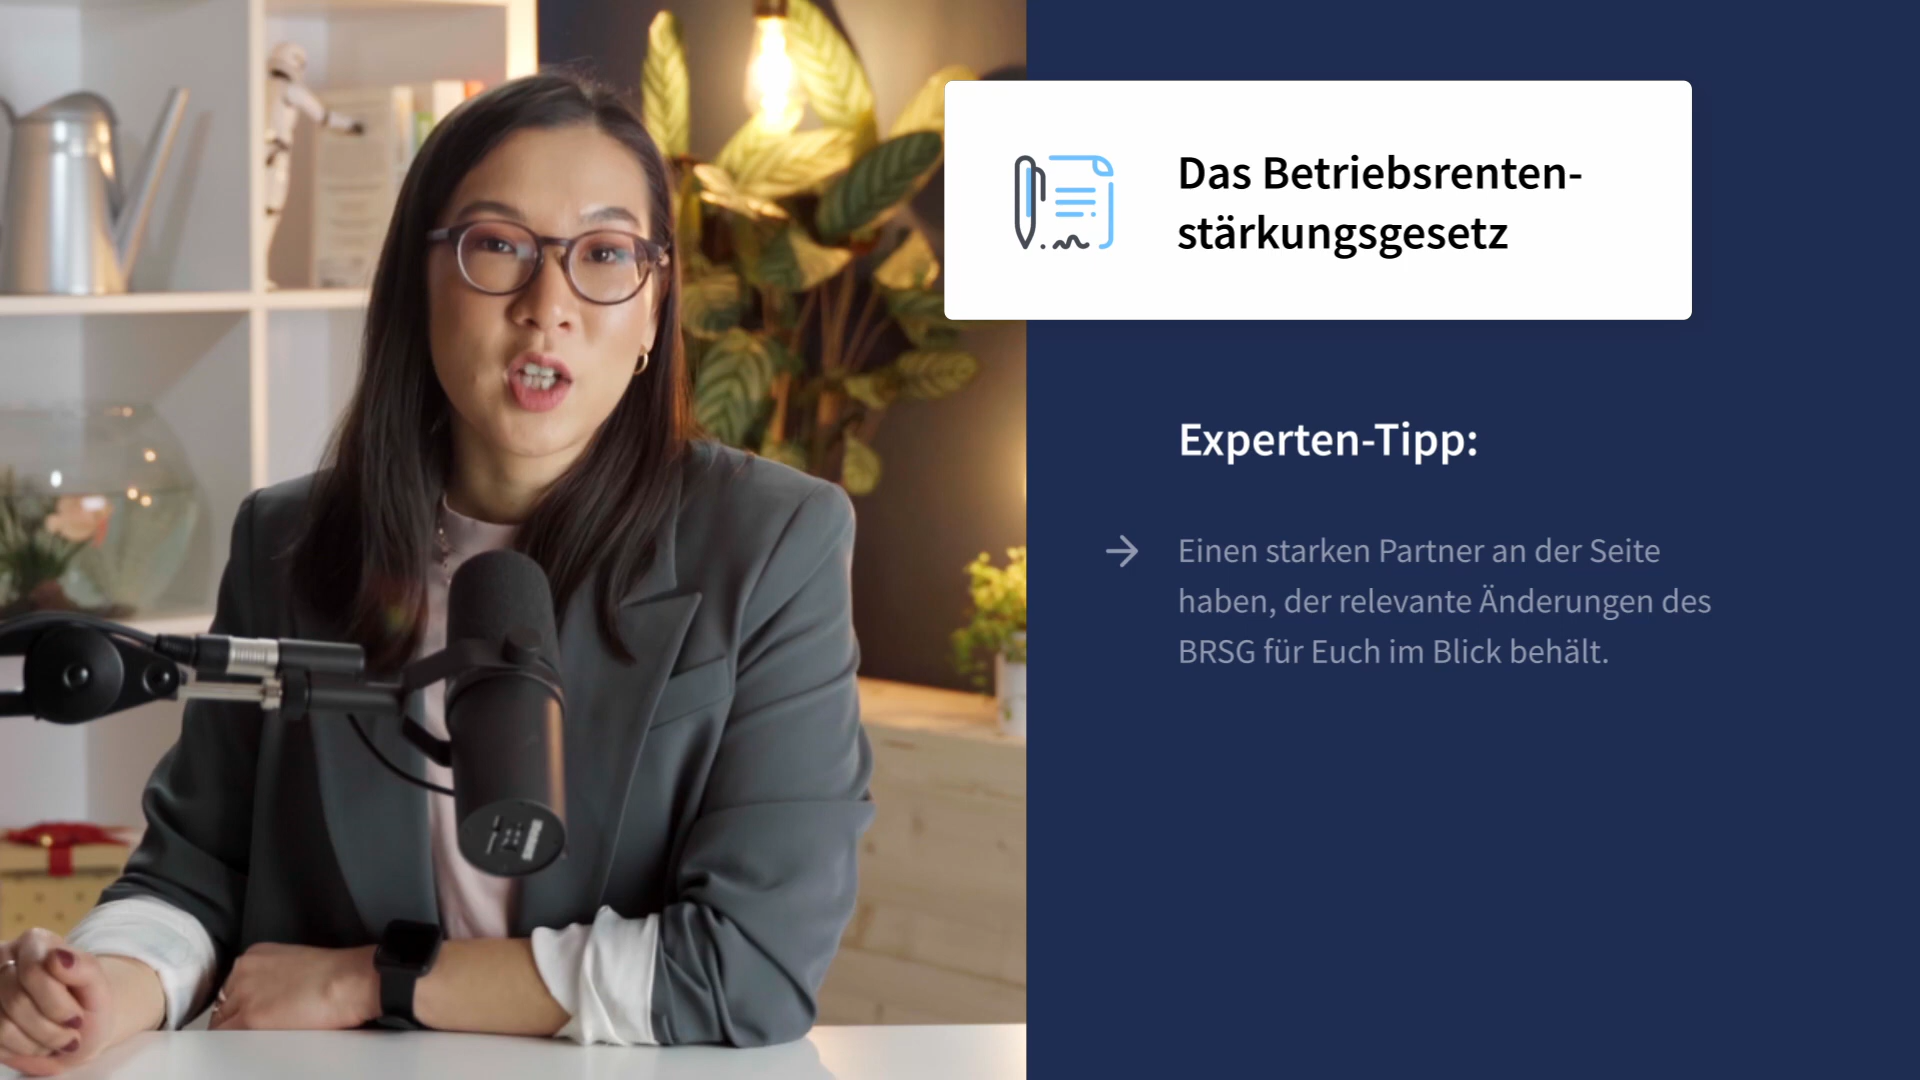 Das Betriebsrenten-
stärkungsgesetz
Experten-Tipp:
Einen starken Partner an der Seite
haben, der relevante Änderungen des
BRSG für Euch im Blick behält.